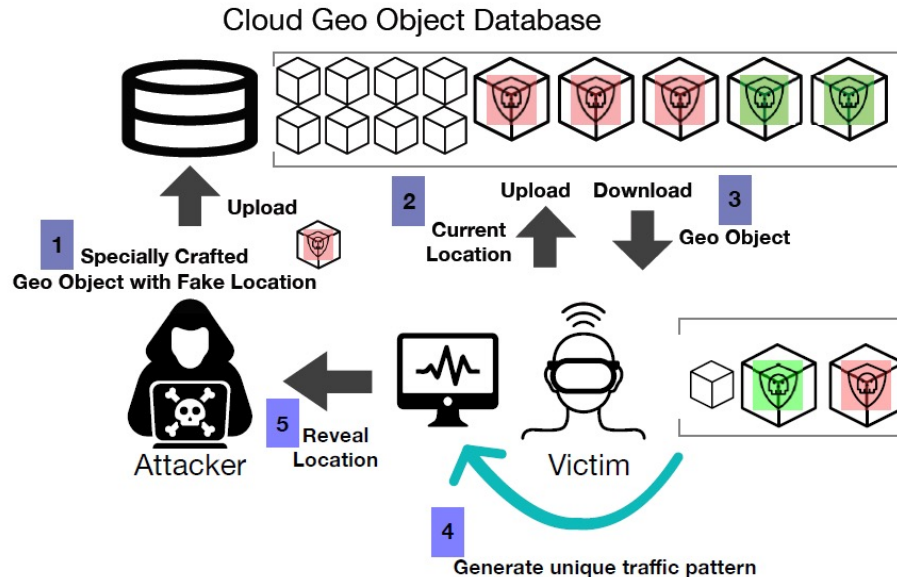 Cloud Geo Object Database
1
Upload
Specially Crafted
Geo Object with Fake Location
2
Upload
Current
Location
Download
3
Geo Object
Attacker
5
Reveal
Location
Victim
4
Generate unique traffic pattern